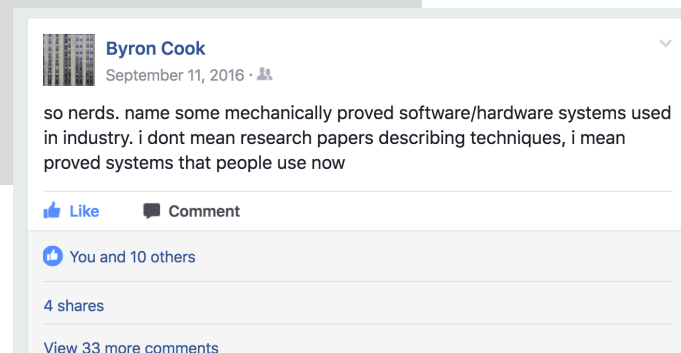 Byron Cook
September 11, 2016 ·
so nerds. name some mechanically proved software/hardware systems used
in industry. i dont mean research papers describing techniques, i mean
proved systems that people use now
Like Comment
You and 10 others
4 shares
View 33 more comments